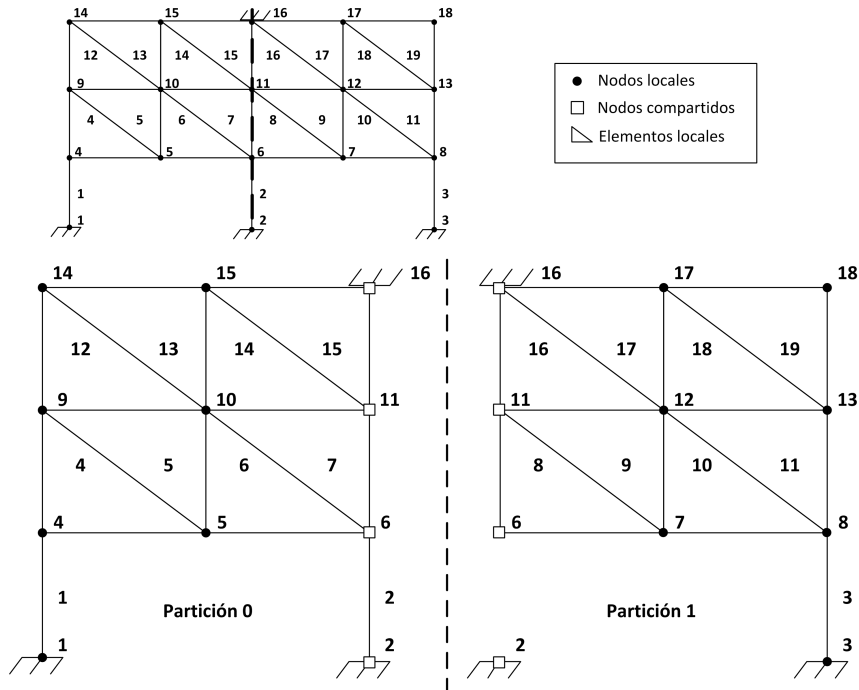 14 15 16 17 18
12 13 14 15 16 17 18 19
9 10 11 12 13
4 5 6 7 8 9 10 11
4 5 6 7 8
1 2 3
1 2 3
Nodos locales
Nodos compartidos
Elementos locales
14 15 16
12 13 14 15
9 10 11
4 5 6 7
4 5 6
1 Partición 0 2
1 2
16 17 18
16 17 18 19
11 12 13
8 9 10 11
6 7 8
Partición 1 3
2 3